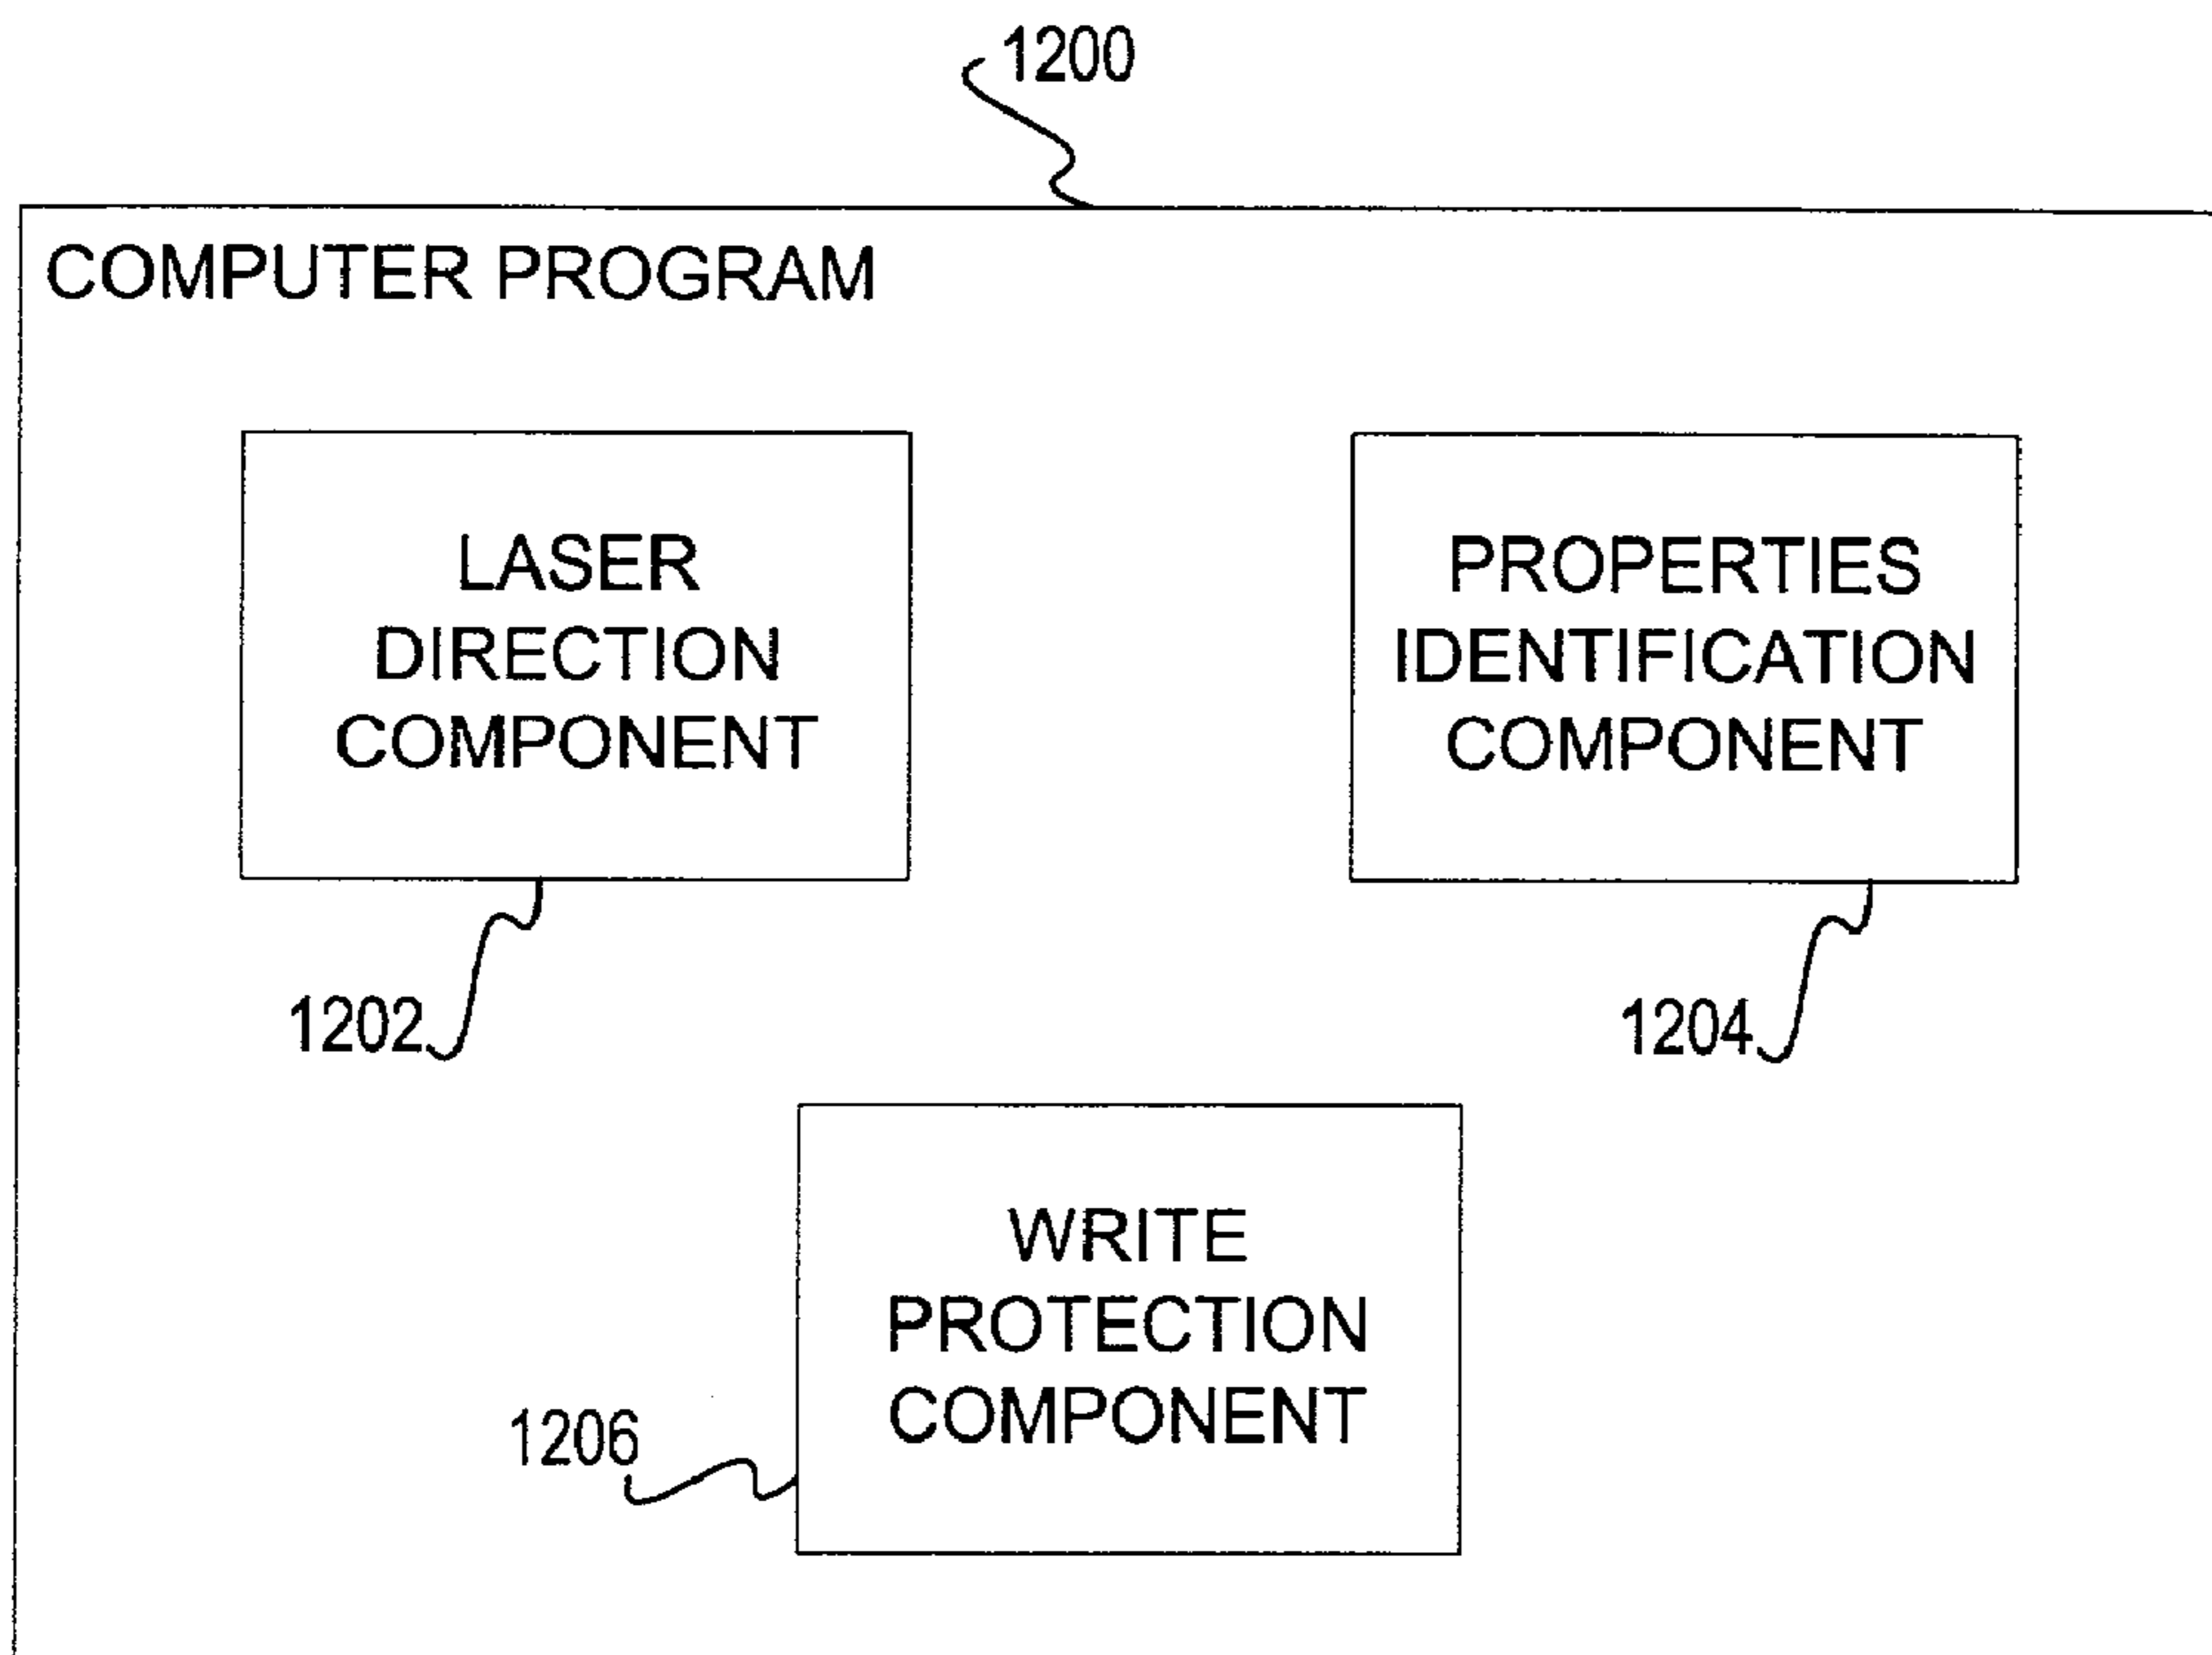 1200
COMPUTER PROGRAM
LASER
DIRECTION
COMPONENT
1202
PROPERTIES
IDENTIFICATION
COMPONENT
1204
WRITE
PROTECTION
COMPONENT
1206